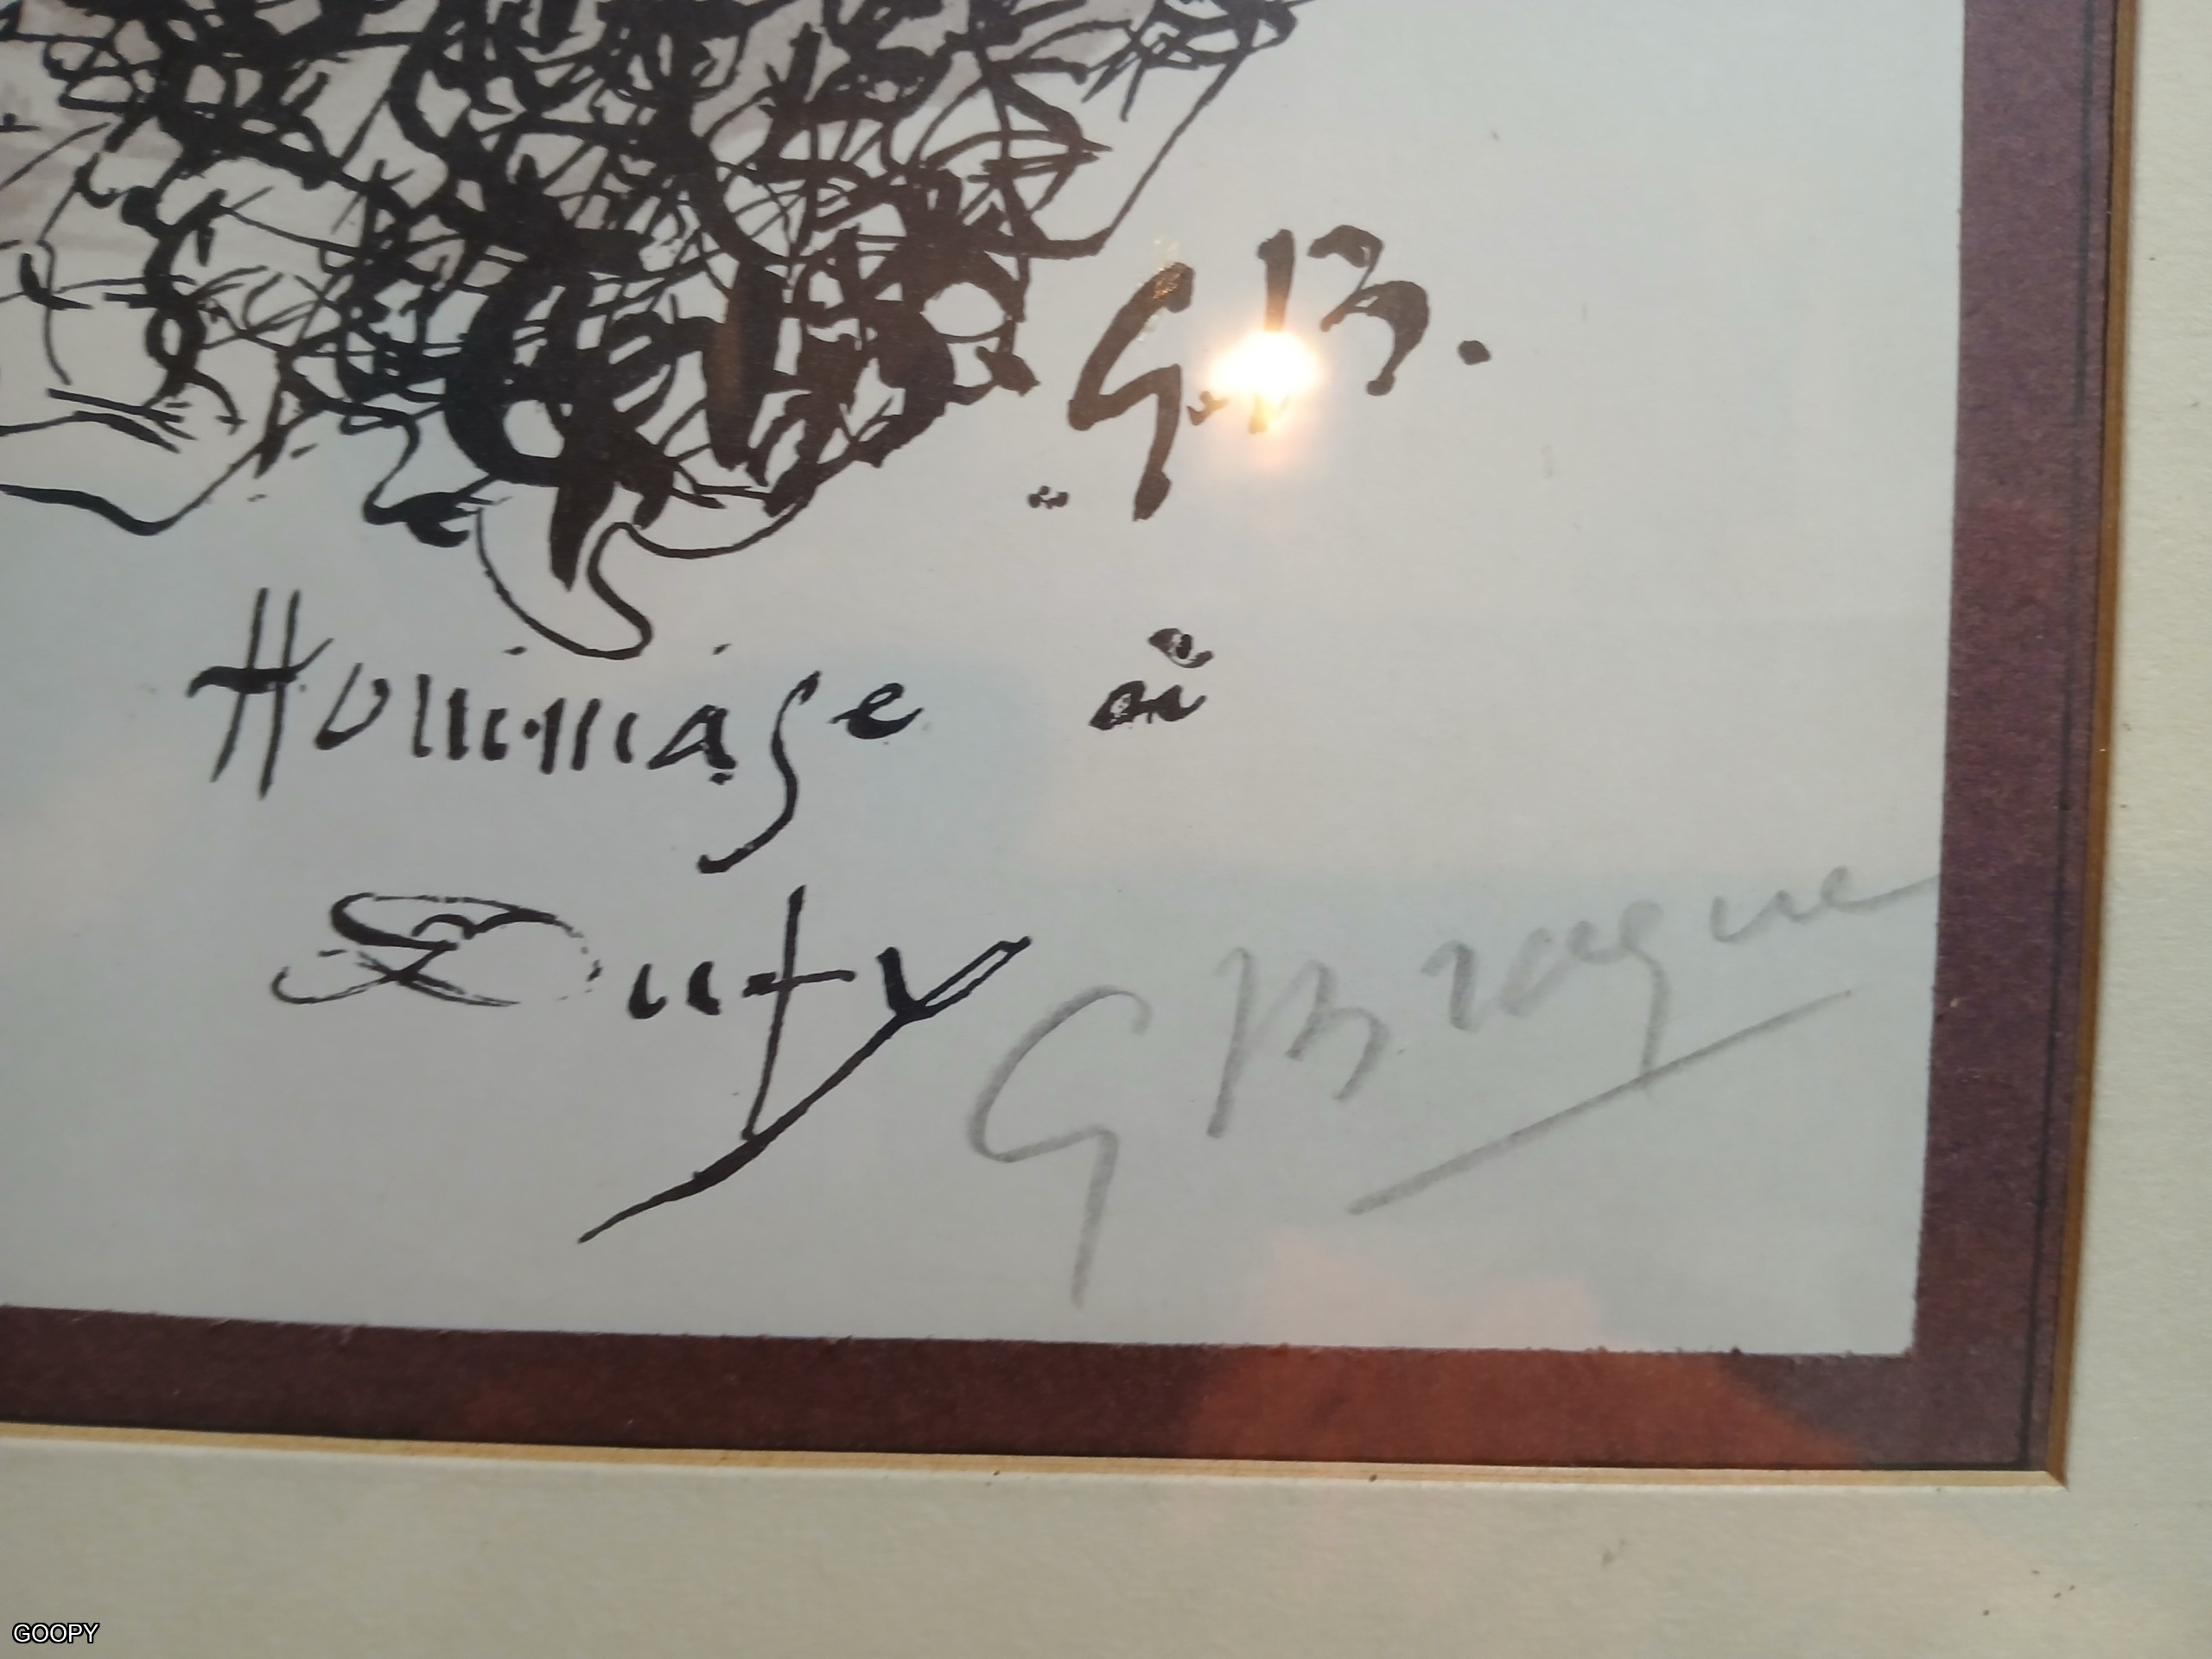 G.B.
Hommage à
Dufy
G Braque
GOOPY